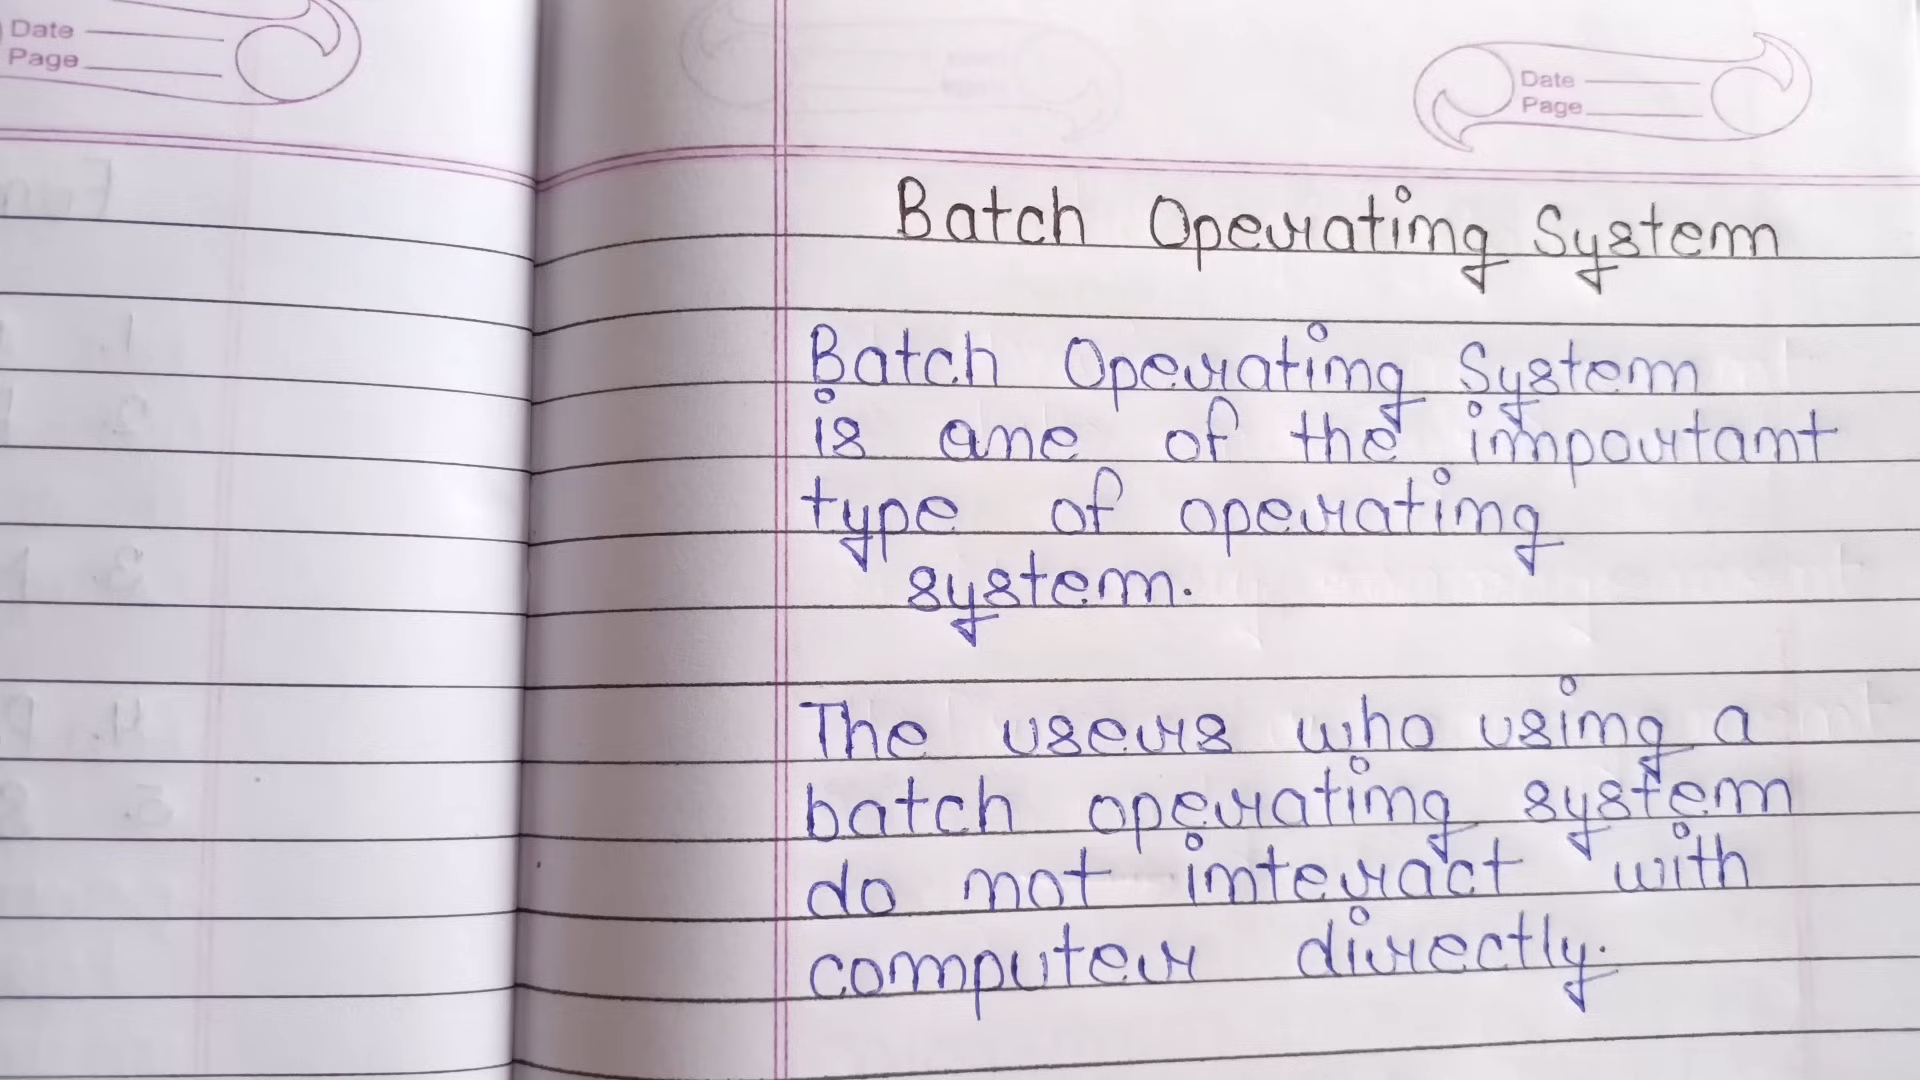 Date
Page
Date
Page
Batch Operating System
Batch Operating System
is one of the important
type of operating
system.
The users who using a
batch operating system
do not interact with
computer directly.